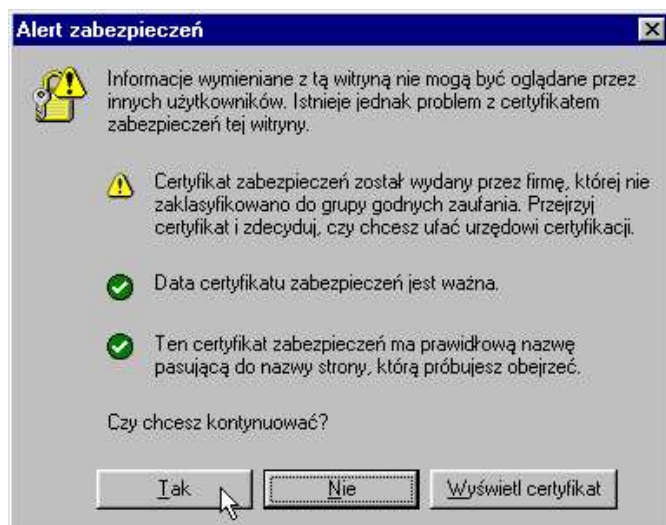 Alert zabezpieczeń
Informacje wymieniane z tą witryną nie mogą być oglądane przez
innych użytkowników. Istnieje jednak problem z certyfikatem
zabezpieczeń tej witryny.
Certyfikat zabezpieczeń został wydany przez firmę, której nie
zaklasyfikowano do grupy godnych zaufania. Przejrzyj
certyfikat i zdecyduj, czy chcesz ufać urzędowi certyfikacji.
Data certyfikatu zabezpieczeń jest ważna.
Ten certyfikat zabezpieczeń ma prawidłową nazwę
pasującą do nazwy strony, którą próbujesz obejrzeć.
Czy chcesz kontynuować?
Tak Nie Wyświetl certyfikat